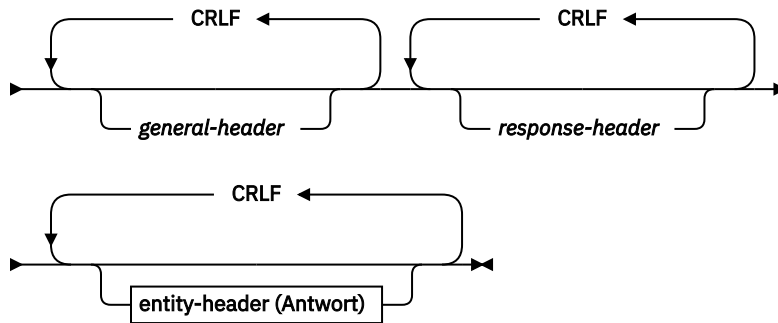 CRLF CRLF
general-header response-header
CRLF
entity-header (Antwort)